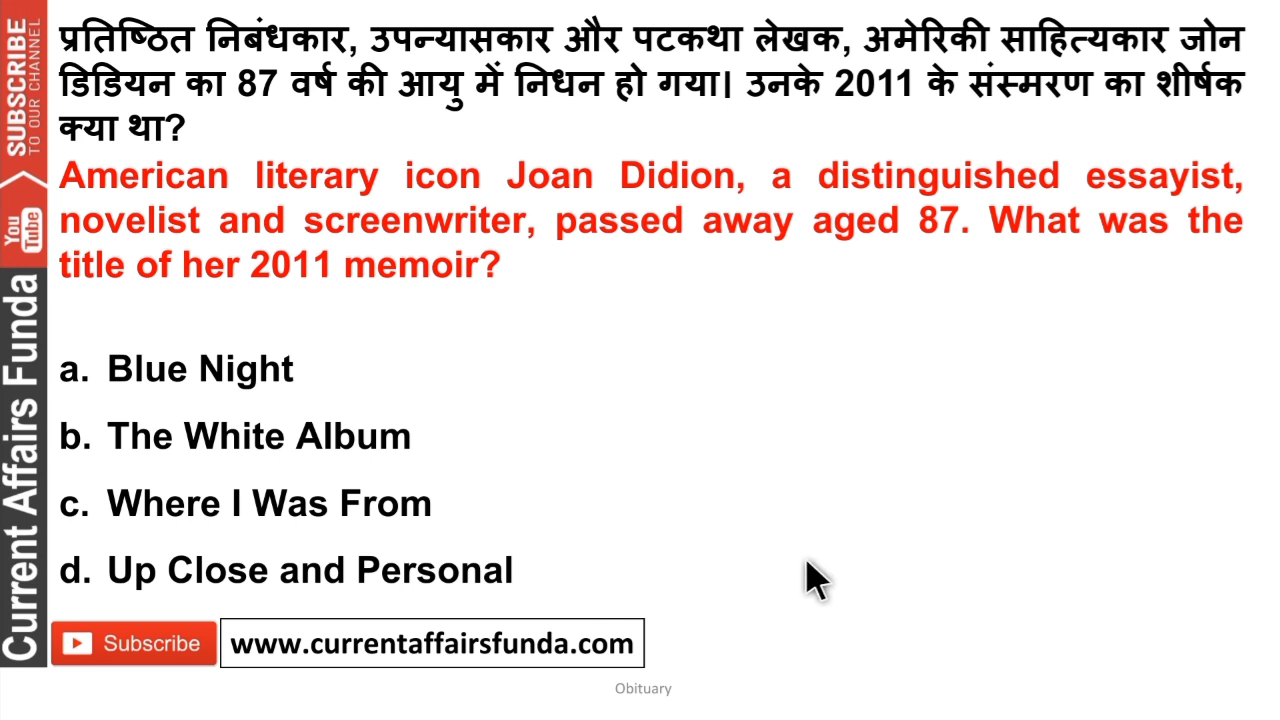 प्रतिष्ठित निबंधकार, उपन्यासकार और पटकथा लेखक, अमेरिकी साहित्यकार जोन
डिडियन का 87 वर्ष की आयु में निधन हो गया। उनके 2011 के संस्मरण का शीर्षक
क्या था?
American literary icon Joan Didion, a distinguished essayist,
novelist and screenwriter, passed away aged 87. What was the
title of her 2011 memoir?
a. Blue Night
b. The White Album
c. Where I Was From
d. Up Close and Personal
Subscribe
www.currentaffairsfunda.com
Obituary
SUBSCRIBE
TO OUR CHANNEL
You
Tube
Current Affairs Funda